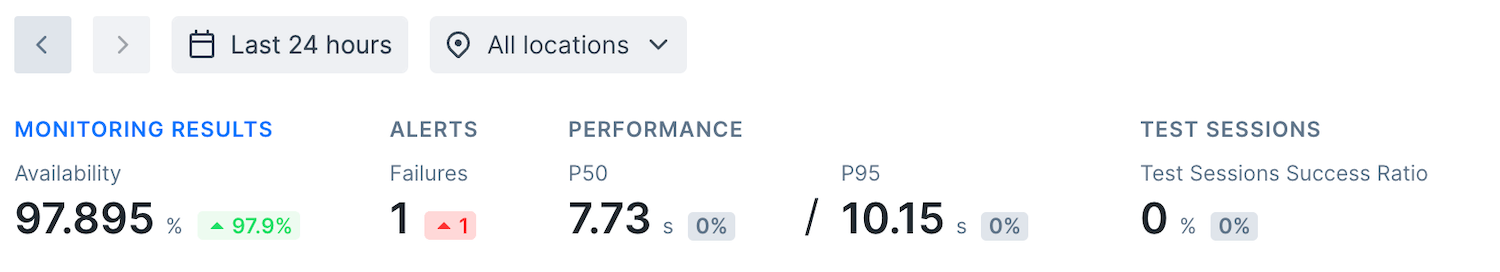 Last 24 hours All locations
MONITORING RESULTS ALERTS PERFORMANCE TEST SESSIONS
Availability Failures P50 P95 Test Sessions Success Ratio
97.895 % 97.9% 1 1 7.73 s 0% / 10.15 s 0% 0 % 0%